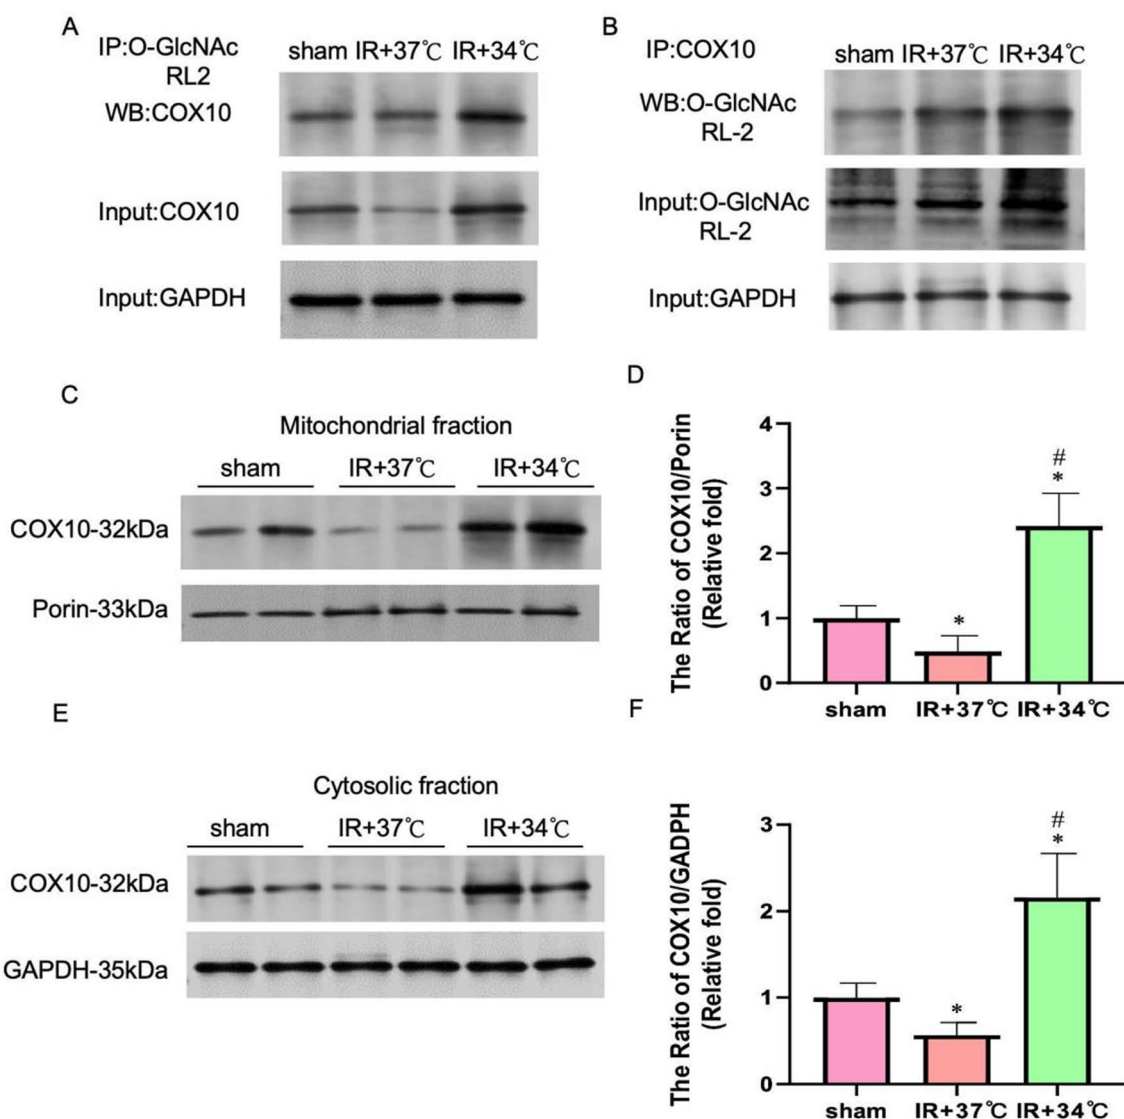 A
IP:O-GlcNAc
RL2
sham IR+37℃ IR+34℃
WB:COX10
Input:COX10
Input:GAPDH
B
IP:COX10
sham IR+37℃ IR+34℃
WB:O-GlcNAc
RL-2
Input:O-GlcNAc
RL-2
Input:GAPDH
C
Mitochondrial fraction
sham IR+37℃ IR+34℃
COX10-32kDa
Porin-33kDa
D
The Ratio of COX10/Porin
(Relative fold)
4
3
2
1
0
*
#
*
sham IR+37℃ IR+34℃
E
Cytosolic fraction
sham IR+37℃ IR+34℃
COX10-32kDa
GAPDH-35kDa
F
The Ratio of COX10/GADPH
(Relative fold)
3
2
1
0
*
#
*
sham IR+37℃ IR+34℃